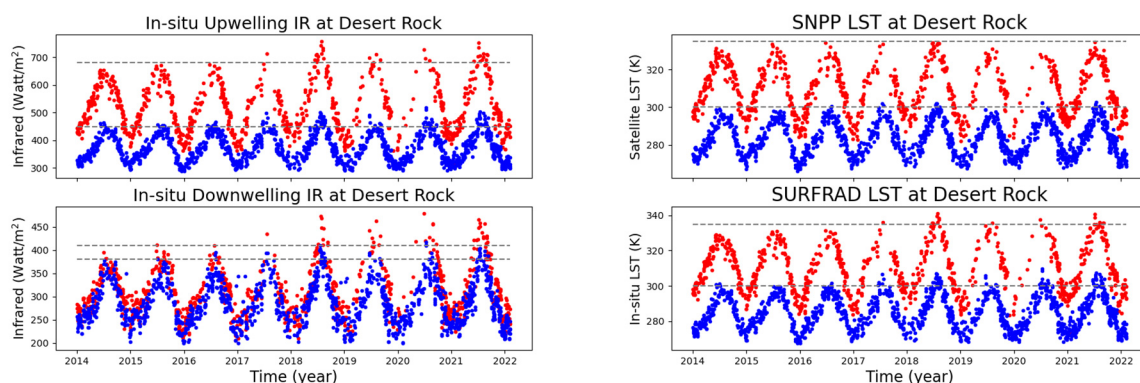 In-situ Upwelling IR at Desert Rock
Infrared (Watt/m²)
700
600
500
400
300
In-situ Downwelling IR at Desert Rock
Infrared (Watt/m²)
450
400
350
300
250
200
2014 2015 2016 2017 2018 2019 2020 2021 2022
Time (year)
SNPP LST at Desert Rock
Satellite LST (K)
320
300
280
SURFRAD LST at Desert Rock
In-situ LST (K)
340
320
300
280
2014 2015 2016 2017 2018 2019 2020 2021 2022
Time (year)